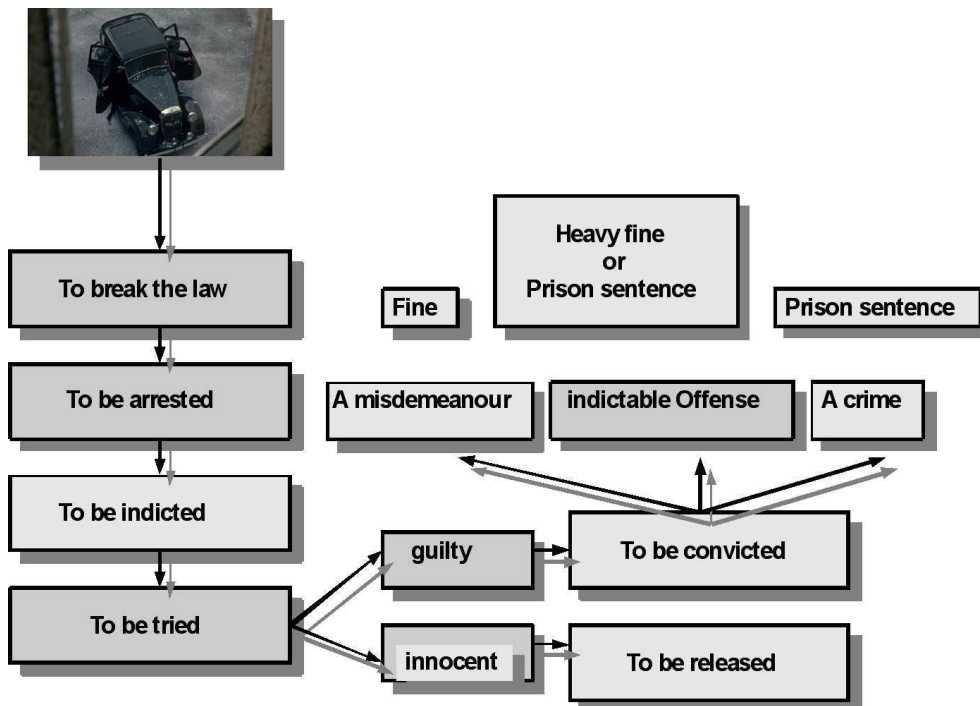 To break the law
To be arrested
To be indicted
To be tried
guilty
innocent
To be convicted
To be released
A misdemeanour
indictable Offense
A crime
Fine
Heavy fine
or
Prison sentence
Prison sentence